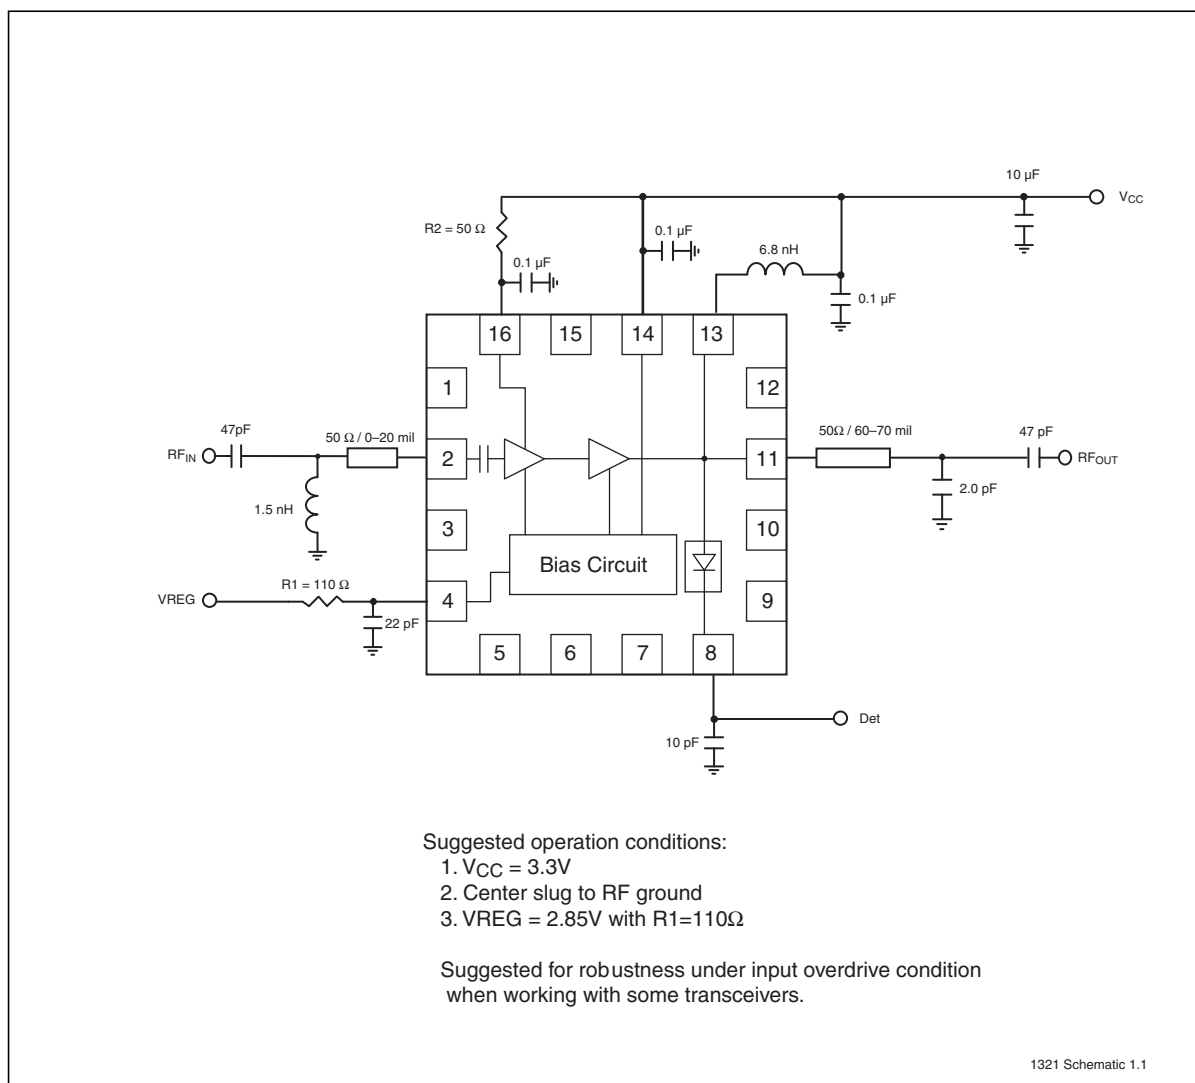 10 µF
VCC
R2 = 50 Ω
0.1 µF
0.1 µF
6.8 nH
0.1 µF
16
15
14
13
1
12
47pF
50 Ω / 0–20 mil
50Ω / 60–70 mil
47 pF
RFIN
2
11
RFOUT
1.5 nH
2.0 pF
3
10
Bias Circuit
R1 = 110 Ω
VREG
4
9
22 pF
5
6
7
8
Det
10 pF
Suggested operation conditions:
1. VCC = 3.3V
2. Center slug to RF ground
3. VREG = 2.85V with R1=110Ω
Suggested for robustness under input overdrive condition
when working with some transceivers.
1321 Schematic 1.1